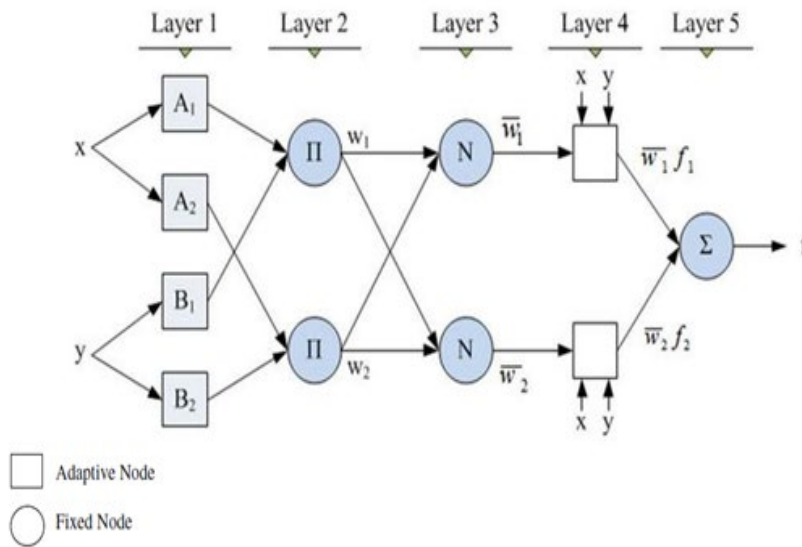 Layer 1 Layer 2 Layer 3 Layer 4 Layer 5
x y
A₁
w₁ w̅₁
Π N
x
w̅₁ f₁
A₂
Σ
B₁
w̅₂ f₂
y Π N
w₂ w̅₂
B₂
x y
Adaptive Node
Fixed Node